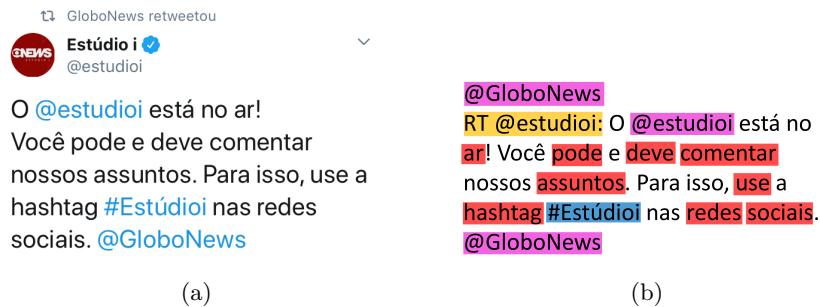 GloboNews retweetou
GNEWS
ESTÚDIO I
Estúdio i
@estudioi
O @estudioi está no ar!
Você pode e deve comentar
nossos assuntos. Para isso, use a
hashtag #Estúdioi nas redes
sociais. @GloboNews
(a)
@GloboNews
RT @estudioi: O @estudioi está no
ar! Você pode e deve comentar
nossos assuntos. Para isso, use a
hashtag #Estúdioi nas redes sociais.
@GloboNews
(b)